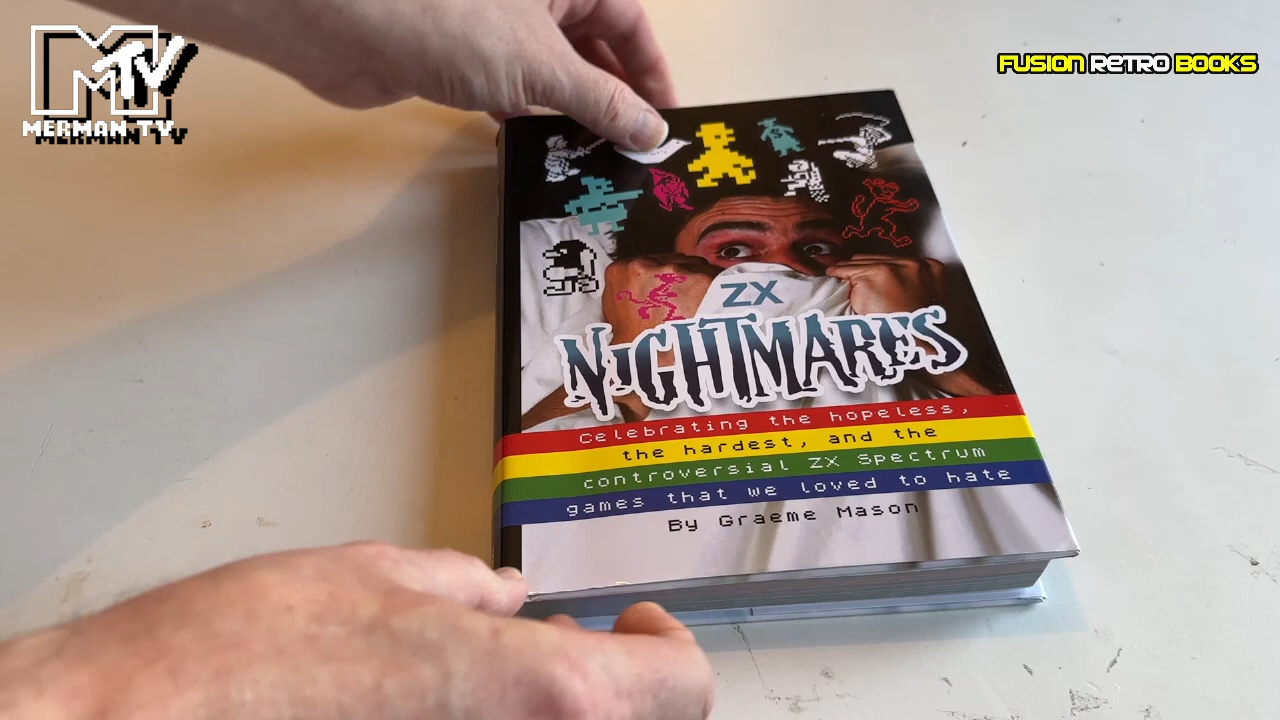 MTV
MERMAN TV
FUSION RETRO BOOKS
ZX
NIGHTMARES
Celebrating the hopeless,
the hardest, and the
controversial ZX Spectrum
games that we loved to hate
By Graeme Mason